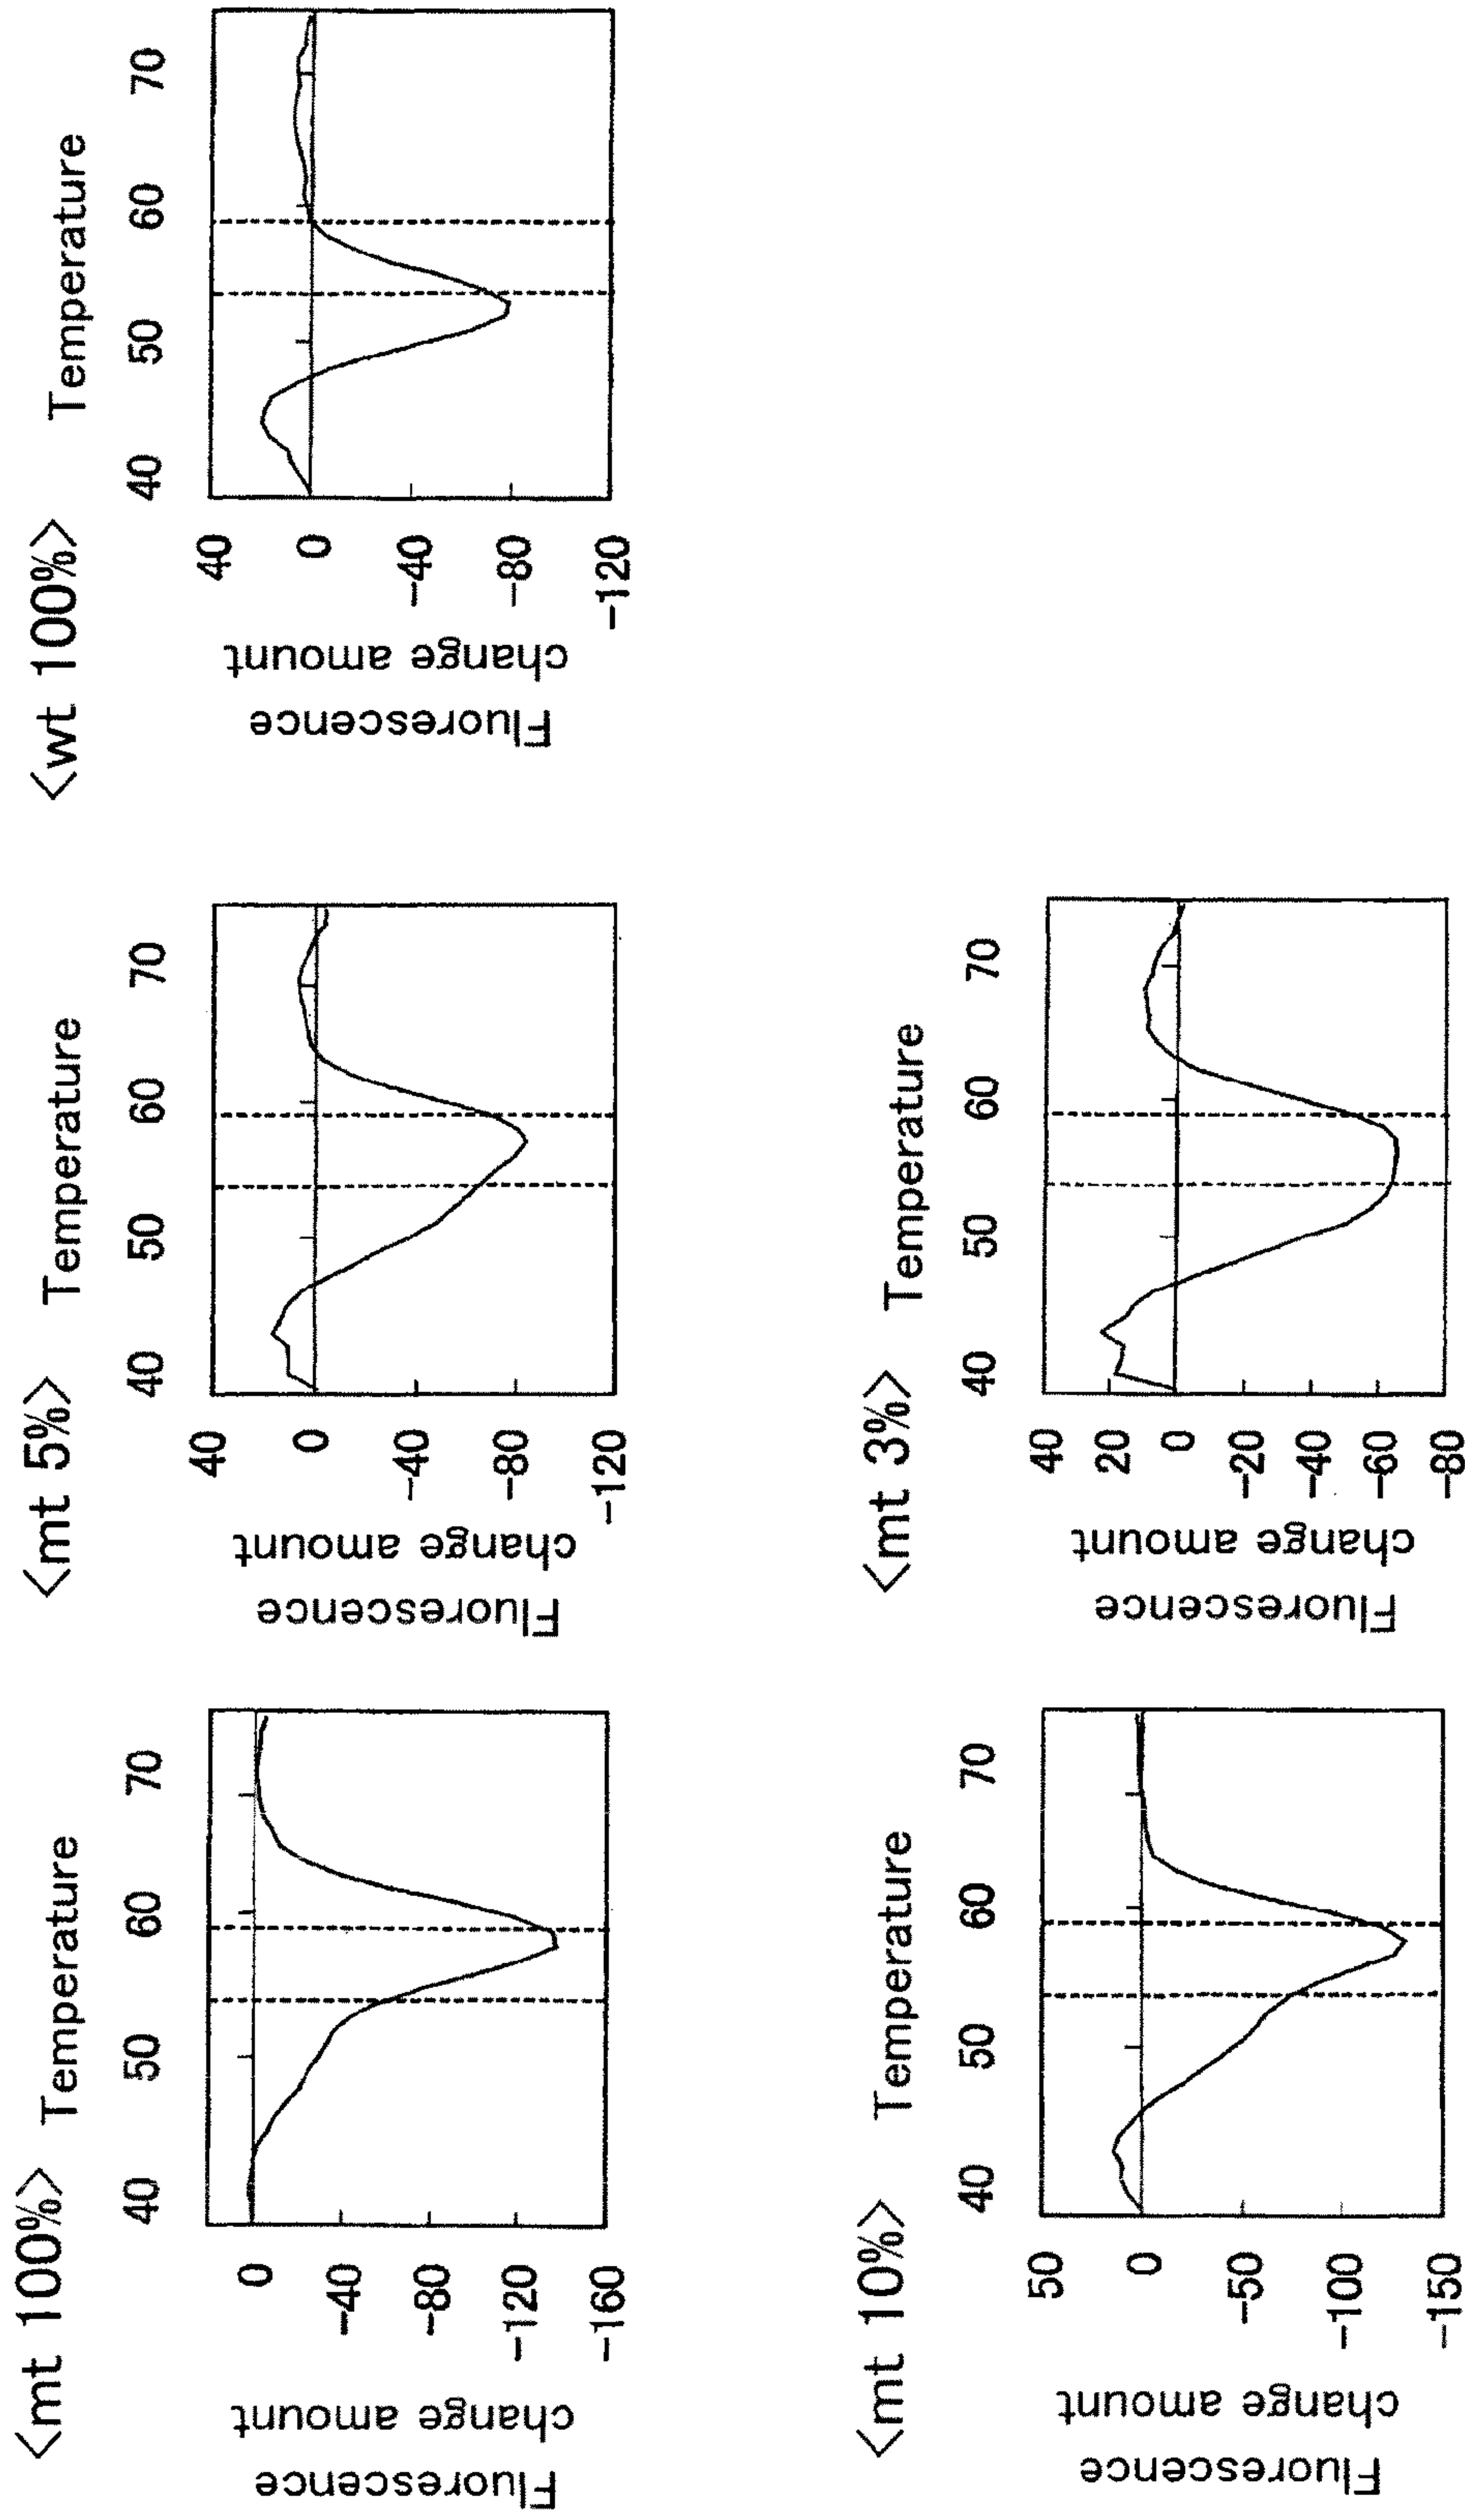 <mt 100%>
Temperature
40 50 60 70
0
-40
-80
-120
-160
Fluorescence
change amount
<mt 5%>
Temperature
40 50 60 70
40
0
-40
-80
-120
Fluorescence
change amount
<wt 100%>
Temperature
40 50 60 70
40
0
-40
-80
-120
Fluorescence
change amount
<mt 10%>
Temperature
40 50 60 70
50
0
-50
-100
-150
Fluorescence
change amount
<mt 3%>
Temperature
40 50 60 70
40
20
0
-20
-40
-60
-80
Fluorescence
change amount